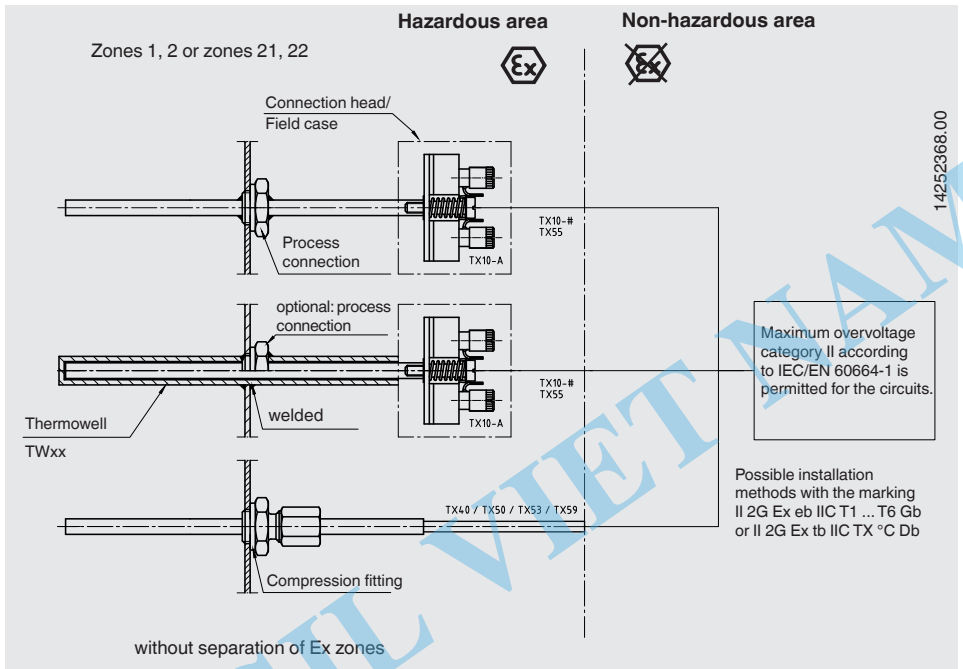 Hazardous area
Non-hazardous area
Zones 1, 2 or zones 21, 22
Ex
Ex
Connection head/
Field case
14252368.00
TX10-#
TX55
TX10-A
Process
connection
optional: process
connection
Maximum overvoltage
category II according
to IEC/EN 60664-1 is
permitted for the circuits.
TX10-#
TX55
TX10-A
welded
Thermowell
TWxx
Possible installation
methods with the marking
II 2G Ex eb IIC T1 ... T6 Gb
or II 2G Ex tb IIC TX °C Db
TX40 / TX50 / TX53 / TX59
Compression fitting
without separation of Ex zones
VIET NAM